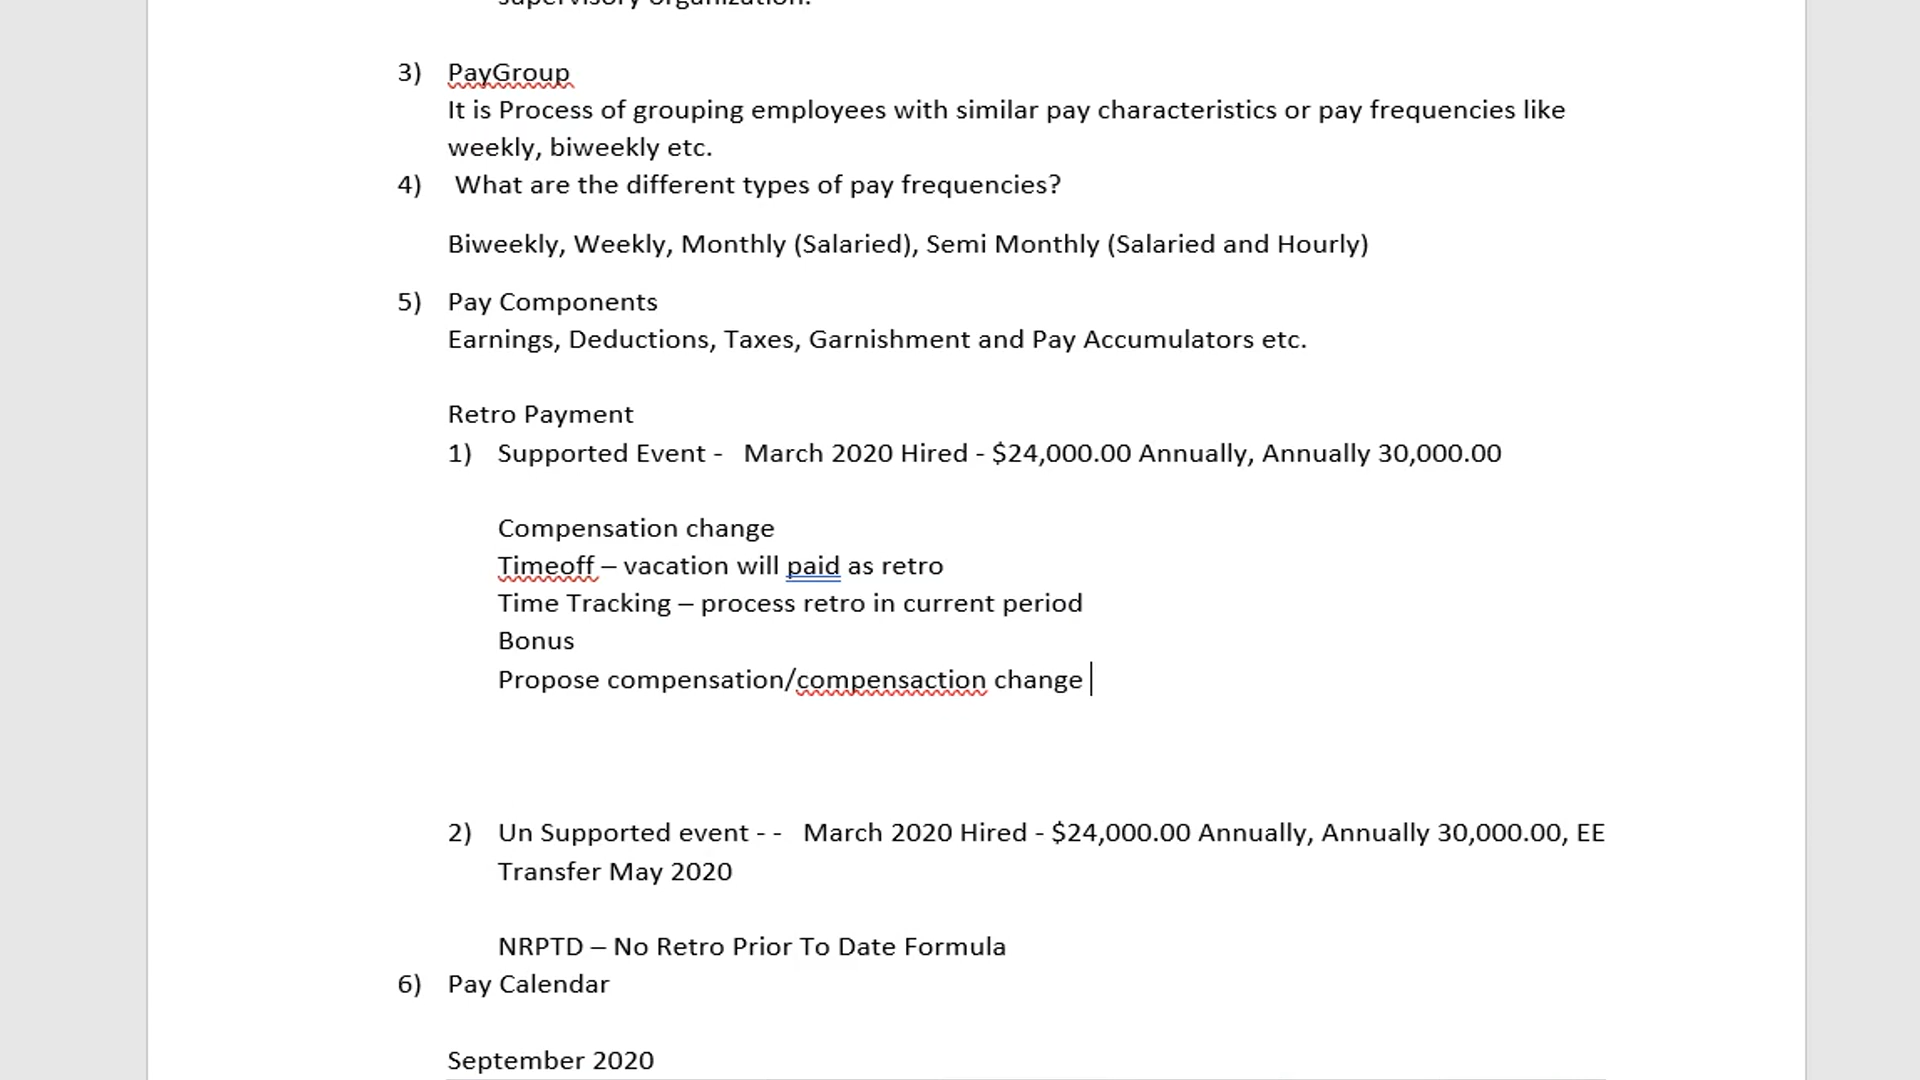 supervisory organization.
3) PayGroup
It is Process of grouping employees with similar pay characteristics or pay frequencies like
weekly, biweekly etc.
4) What are the different types of pay frequencies?
Biweekly, Weekly, Monthly (Salaried), Semi Monthly (Salaried and Hourly)
5) Pay Components
Earnings, Deductions, Taxes, Garnishment and Pay Accumulators etc.
Retro Payment
1) Supported Event - March 2020 Hired - $24,000.00 Annually, Annually 30,000.00
Compensation change
Timeoff – vacation will paid as retro
Time Tracking – process retro in current period
Bonus
Propose compensation/compensaction change
2) Un Supported event - - March 2020 Hired - $24,000.00 Annually, Annually 30,000.00, EE
Transfer May 2020
NRPTD – No Retro Prior To Date Formula
6) Pay Calendar
September 2020